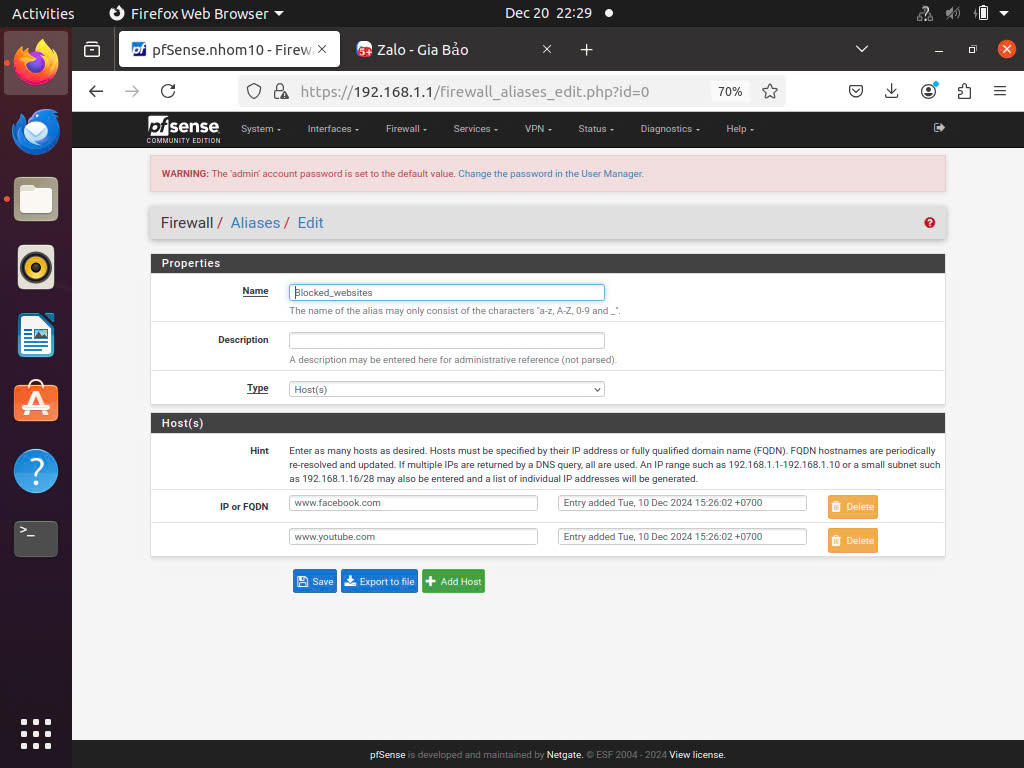 Activities Firefox Web Browser Dec 20 22:29
pfSense.nhom10 - Firew
5+ Zalo - Gia Bảo
https://192.168.1.1/firewall_aliases_edit.php?id=0 70%
pfsense COMMUNITY EDITION
System Interfaces Firewall Services VPN Status Diagnostics Help
WARNING: The 'admin' account password is set to the default value. Change the password in the User Manager.
Firewall / Aliases / Edit
Properties
Name Blocked_websites
The name of the alias may only consist of the characters "a-z, A-Z, 0-9 and _".
Description
A description may be entered here for administrative reference (not parsed).
Type Host(s)
Host(s)
Hint Enter as many hosts as desired. Hosts must be specified by their IP address or fully qualified domain name (FQDN). FQDN hostnames are periodically
re-resolved and updated. If multiple IPs are returned by a DNS query, all are used. An IP range such as 192.168.1.1-192.168.1.10 or a small subnet such
as 192.168.1.16/28 may also be entered and a list of individual IP addresses will be generated.
IP or FQDN www.facebook.com Entry added Tue, 10 Dec 2024 15:26:02 +0700 Delete
www.youtube.com Entry added Tue, 10 Dec 2024 15:26:02 +0700 Delete
Save Export to file Add Host
pfSense is developed and maintained by Netgate. © ESF 2004 - 2024 View license.